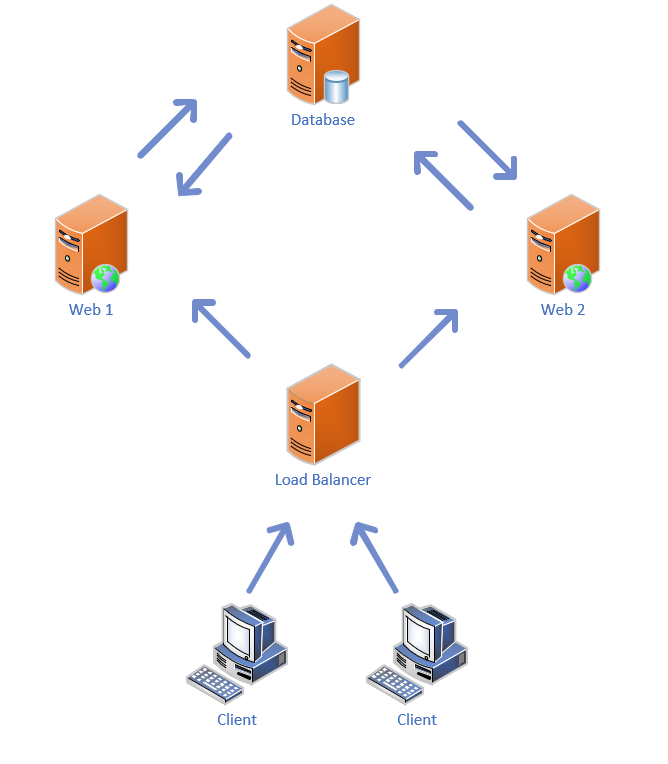 Database
Web 1
Web 2
Load Balancer
Client
Client